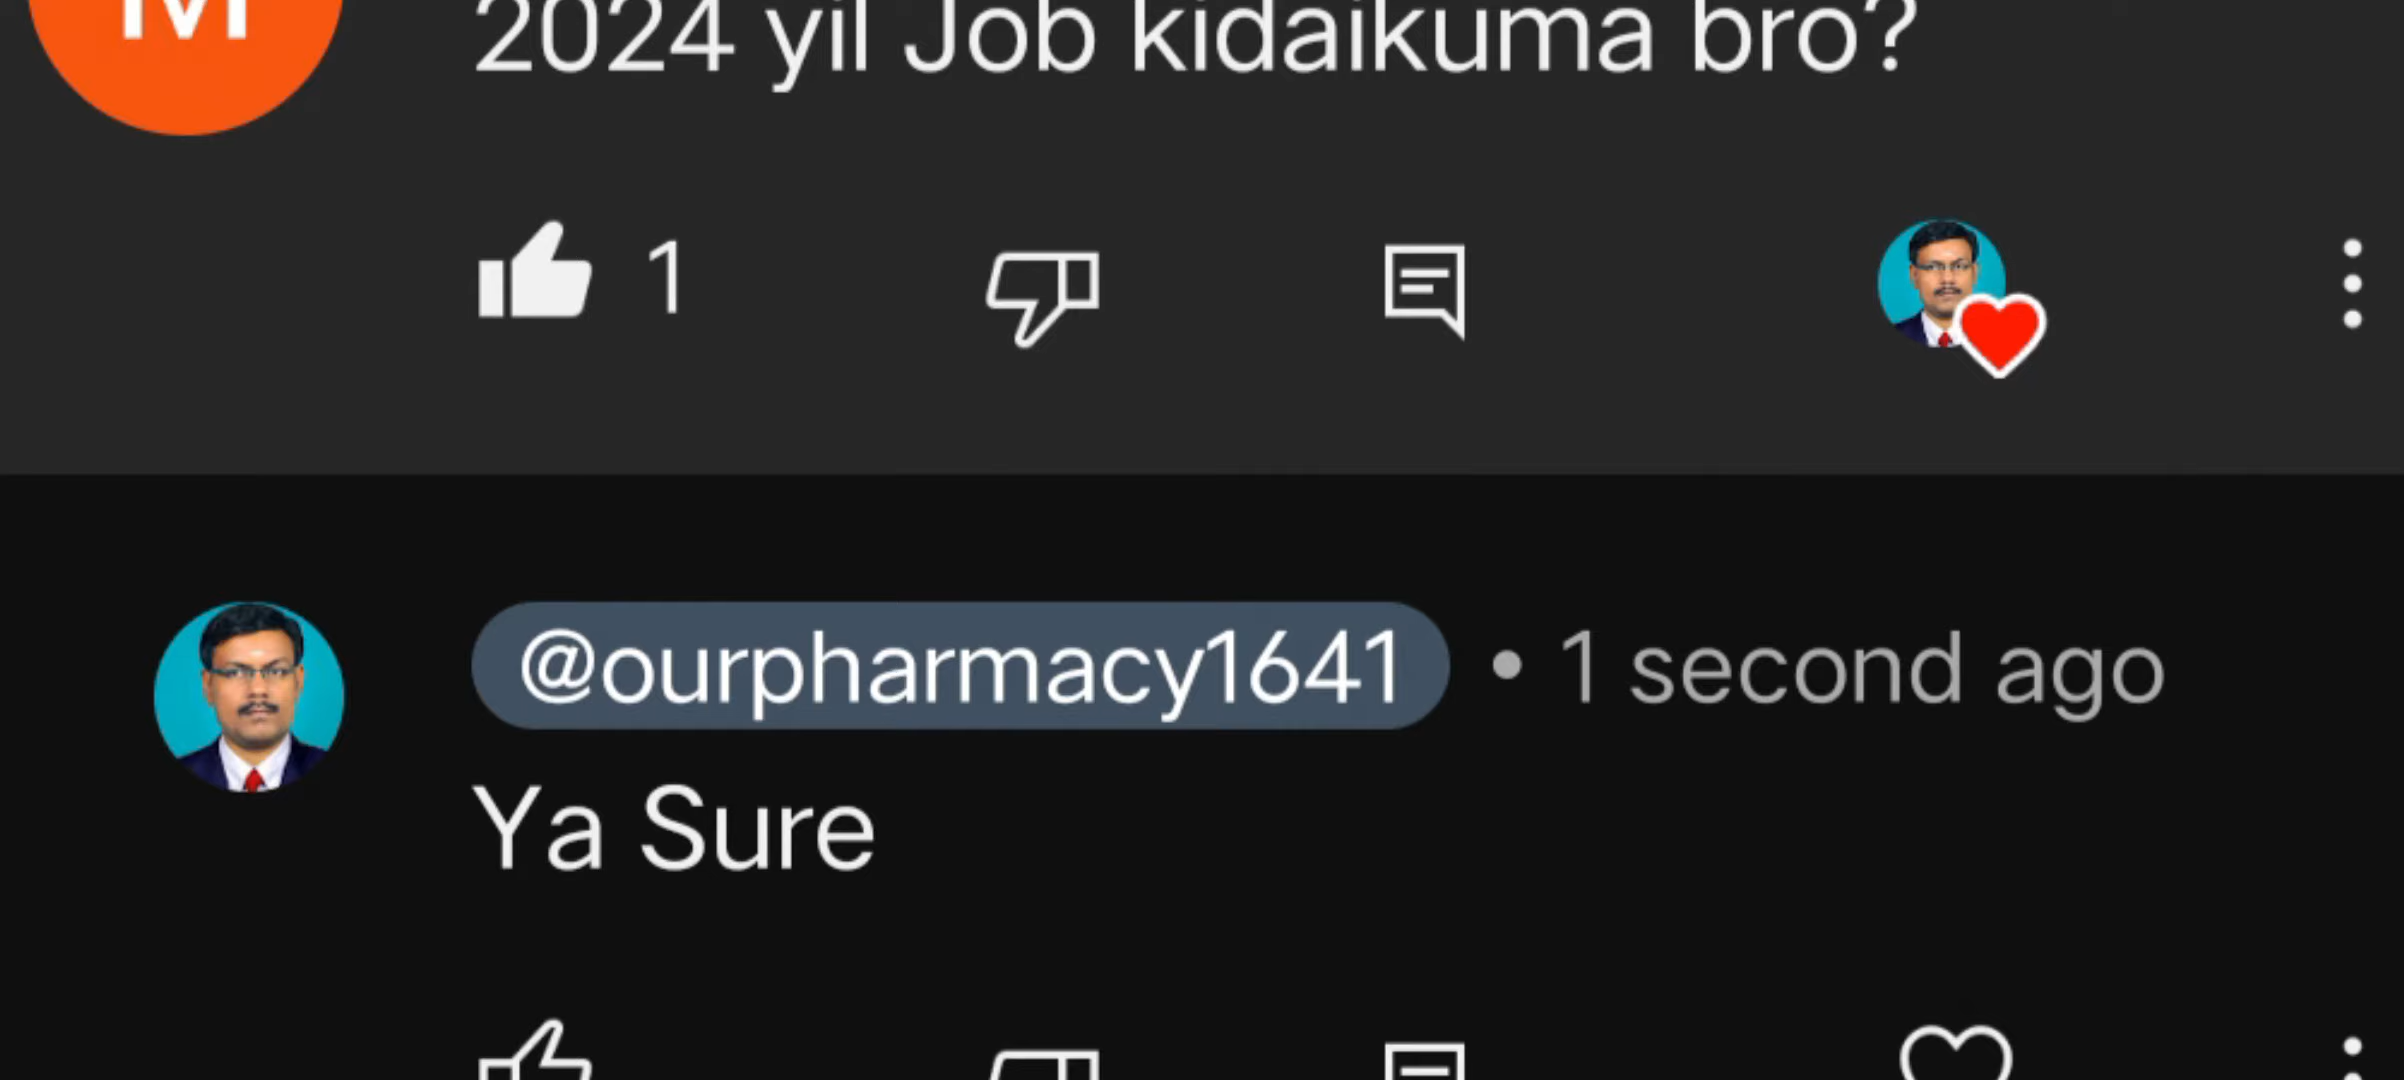 M
2024 yil Job kidaikuma bro?
1
@ourpharmacy1641 • 1 second ago
Ya Sure